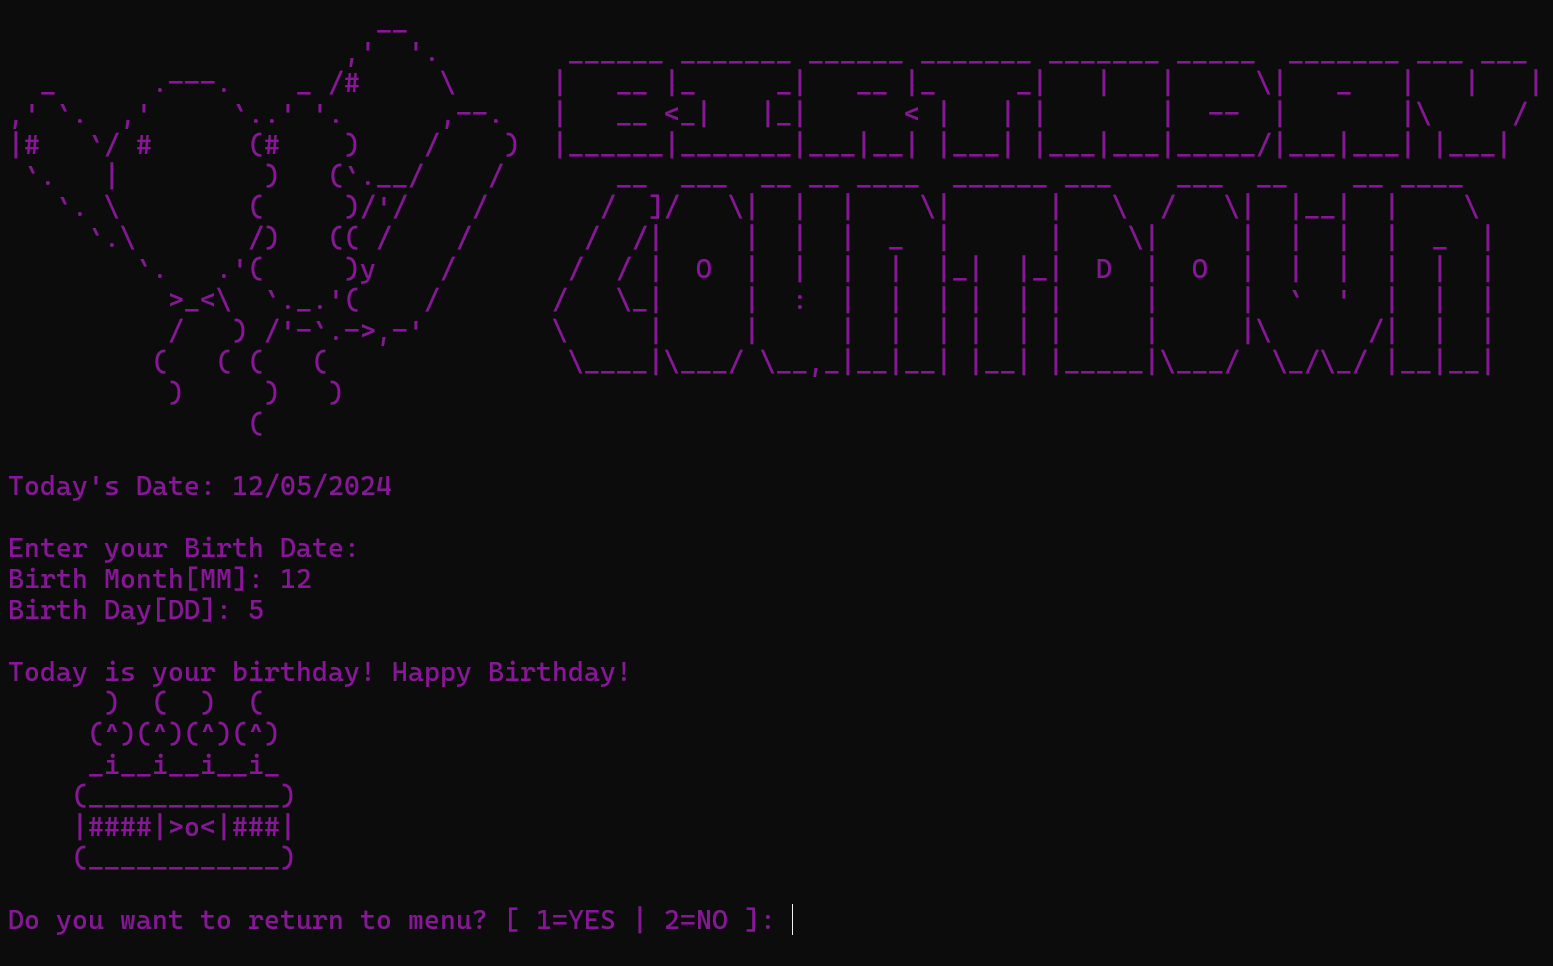 BIRTHDAY
COUNTDOWN
Today's Date: 12/05/2024
Enter your Birth Date:
Birth Month[MM]: 12
Birth Day[DD]: 5
Today is your birthday! Happy Birthday!
Do you want to return to menu? [ 1=YES | 2=NO ]: